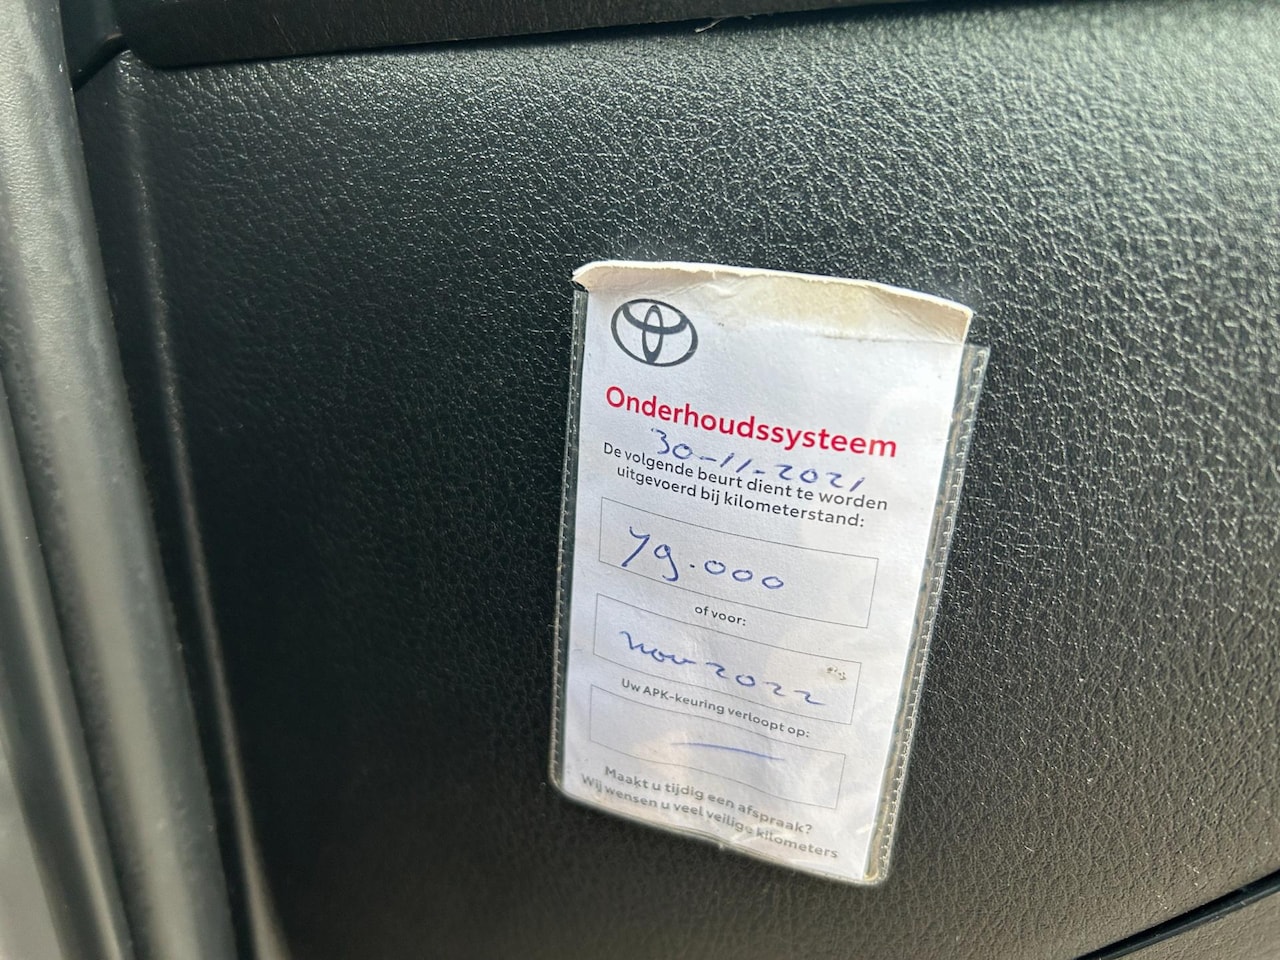 Onderhoudssysteem
30-11-2021
De volgende beurt dient te worden
uitgevoerd bij kilometerstand:
79.000
of voor:
nov 2022
Uw APK-keuring verloopt op:
—
Maakt u tijdig een afspraak?
Wij wensen u veel veilige kilometers